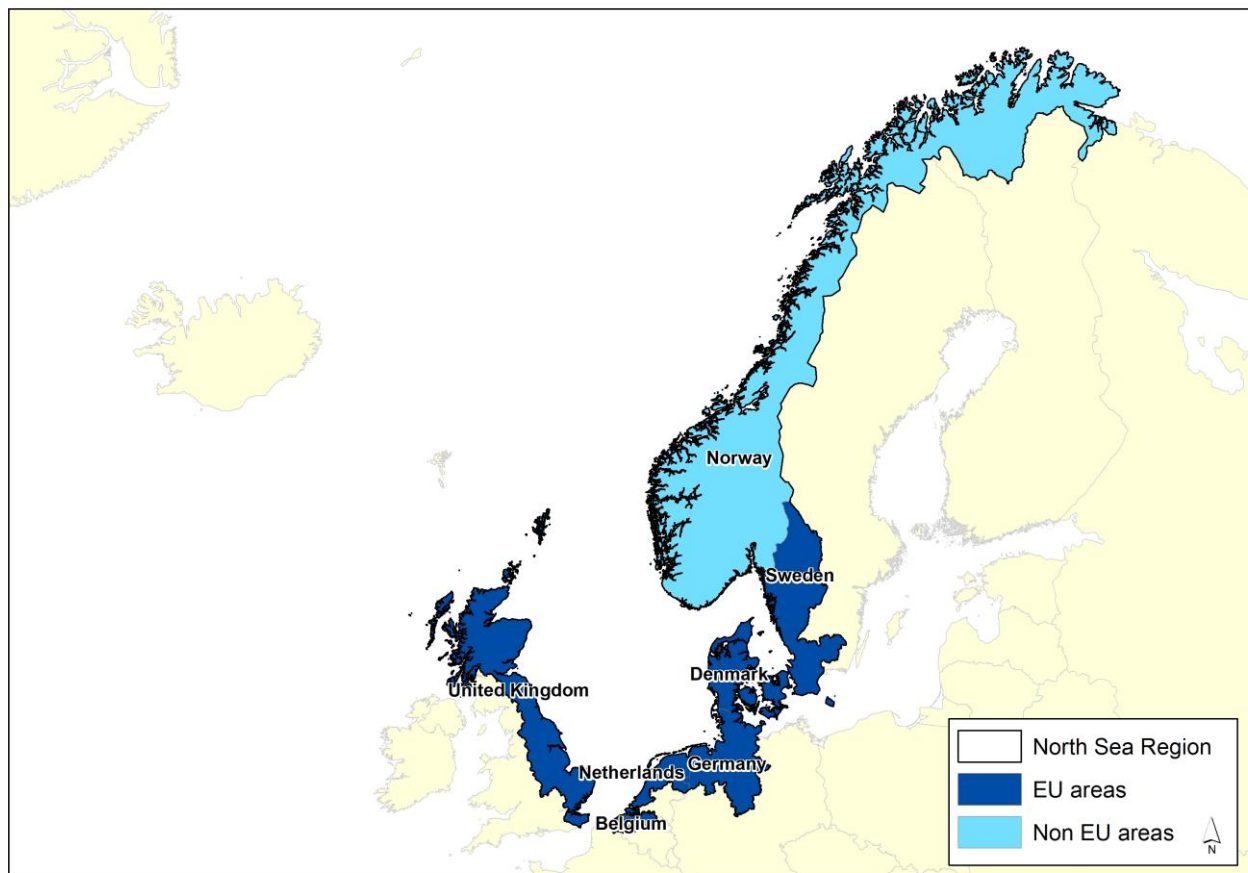 Norway
Sweden
United Kingdom
Denmark
Netherlands
Germany
Belgium
North Sea Region
EU areas
Non EU areas
N